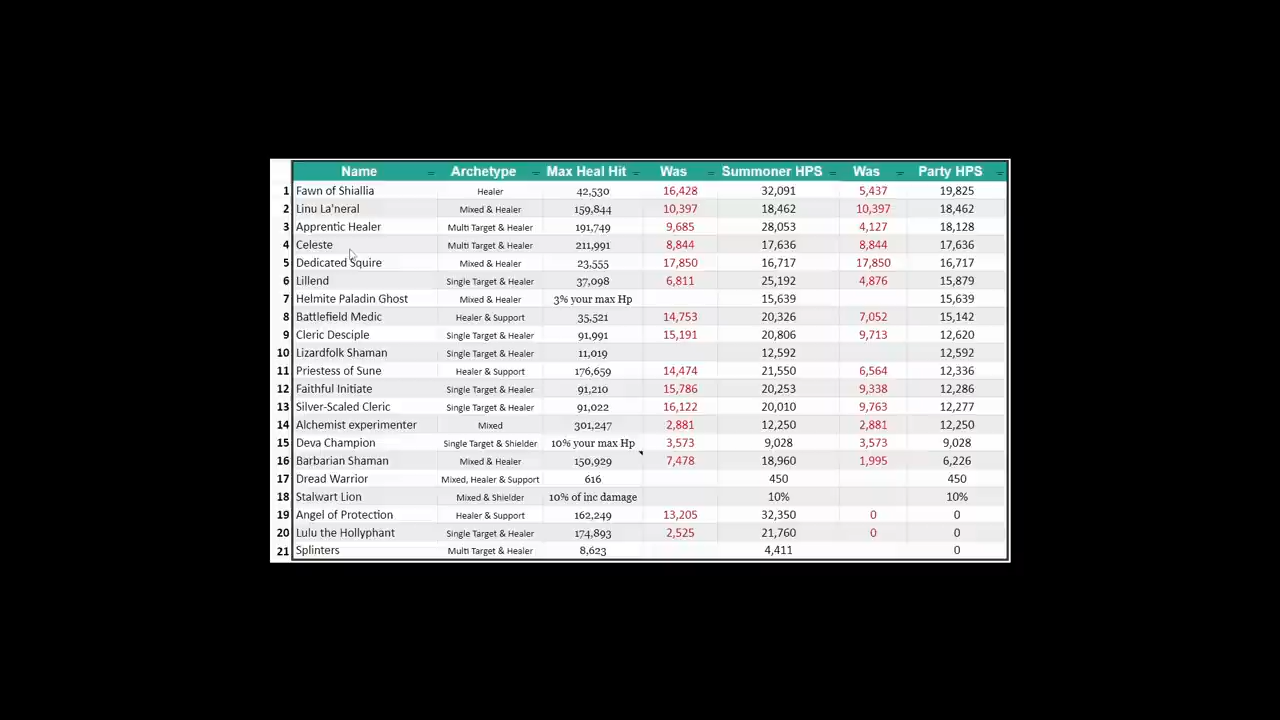 Name Archetype Max Heal Hit Was Summoner HPS Was Party HPS
1 Fawn of Shiallia Healer 42,530 16,428 32,091 5,437 19,825
2 Linu La'neral Mixed & Healer 159,844 10,397 18,462 10,397 18,462
3 Apprentic Healer Multi Target & Healer 191,749 9,685 28,053 4,127 18,128
4 Celeste Multi Target & Healer 211,991 8,844 17,636 8,844 17,636
5 Dedicated Squire Mixed & Healer 23,555 17,850 16,717 17,850 16,717
6 Lillend Single Target & Healer 37,098 6,811 25,192 4,876 15,879
7 Helmite Paladin Ghost Mixed & Healer 3% your max Hp 15,639 15,639
8 Battlefield Medic Healer & Support 35,521 14,753 20,326 7,052 15,142
9 Cleric Desciple Single Target & Healer 91,991 15,191 20,806 9,713 12,620
10 Lizardfolk Shaman Single Target & Healer 11,019 12,592 12,592
11 Priestess of Sune Healer & Support 176,659 14,474 21,550 6,564 12,336
12 Faithful Initiate Single Target & Healer 91,210 15,786 20,253 9,338 12,286
13 Silver-Scaled Cleric Single Target & Healer 91,022 16,122 20,010 9,763 12,277
14 Alchemist experimenter Mixed 301,247 2,881 12,250 2,881 12,250
15 Deva Champion Single Target & Shielder 10% your max Hp 3,573 9,028 3,573 9,028
16 Barbarian Shaman Mixed & Healer 150,929 7,478 18,960 1,995 6,226
17 Dread Warrior Mixed, Healer & Support 616 450 450
18 Stalwart Lion Mixed & Shielder 10% of inc damage 10% 10%
19 Angel of Protection Healer & Support 162,249 13,205 32,350 0 0
20 Lulu the Hollyphant Single Target & Healer 174,893 2,525 21,760 0 0
21 Splinters Multi Target & Healer 8,623 4,411 0